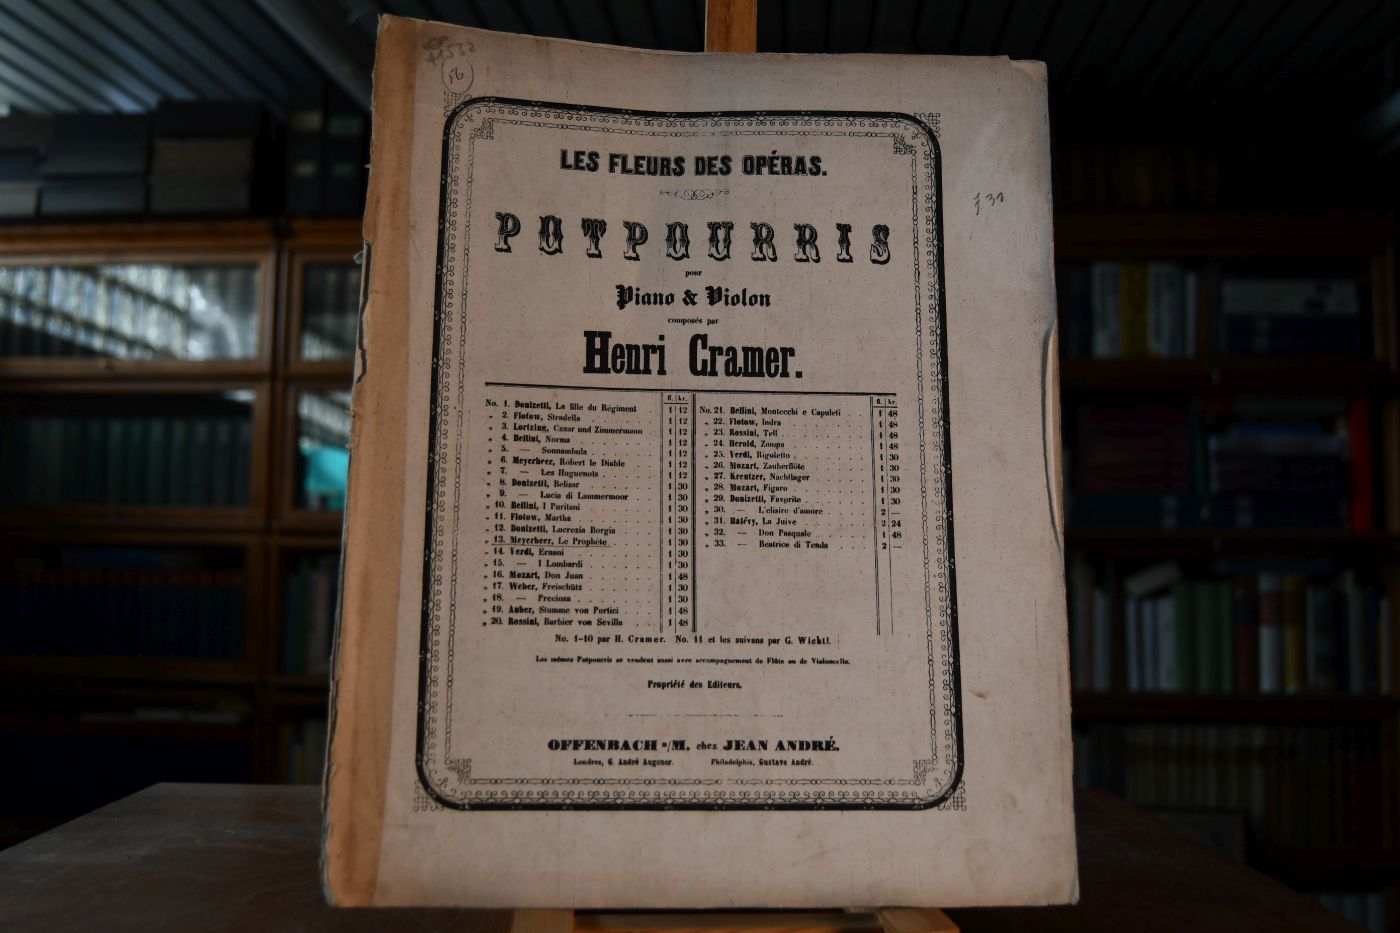 532
56
LES FLEURS DES OPÉRAS.
POTPOURRIS
pour
Piano & Violon
composés par
Henri Cramer.
fl. kr.
No. 1. Donizetti, La fille du Régiment 1 12
„ 2. Flotow, Stradella 1 12
„ 3. Lortzing, Czaar und Zimmermann 1 12
„ 4. Bellini, Norma 1 12
„ 5. — Sonnambula 1 12
„ 6. Meyerbeer, Robert le Diable 1 12
„ 7. — Les Huguenots 1 12
„ 8. Donizetti, Belisar 1 30
„ 9. — Lucia di Lammermoor 1 30
„ 10. Bellini, I Puritani 1 30
„ 11. Flotow, Martha 1 30
„ 12. Donizetti, Lucrezia Borgia 1 30
„ 13. Meyerbeer, Le Prophète 1 30
„ 14. Verdi, Ernani 1 30
„ 15. — I Lombardi 1 30
„ 16. Mozart, Don Juan 1 48
„ 17. Weber, Freischütz 1 30
„ 18. — Preciosa 1 30
„ 19. Auber, Stumme von Portici 1 48
„ 20. Rossini, Barbier von Sevilla 1 48
fl. kr.
No. 21. Bellini, Montecchi e Capuleti 1 48
„ 22. Flotow, Indra 1 48
„ 23. Rossini, Tell 1 48
„ 24. Herold, Zampa 1 48
„ 25. Verdi, Rigoletto 1 30
„ 26. Mozart, Zauberflöte 1 30
„ 27. Kreutzer, Nachtlager 1 30
„ 28. Mozart, Figaro 1 30
„ 29. Donizetti, Favorite 1 30
„ 30. — L'elisire d'amore 2 —
„ 31. Halévy, La Juive 2 24
„ 32. — Don Pasquale 1 48
„ 33. — Beatrice di Tenda 2 —
No. 1-10 par H. Cramer. No. 11 et les suivans par G. Wichtl.
Les mêmes Potpourris se vendent aussi avec accompagnement de Flûte ou de Violoncelle.
Propriété des Editeurs.
OFFENBACH a/M. chez JEAN ANDRÉ.
Londres, G. André Augener. Philadelphia, Gustave André.